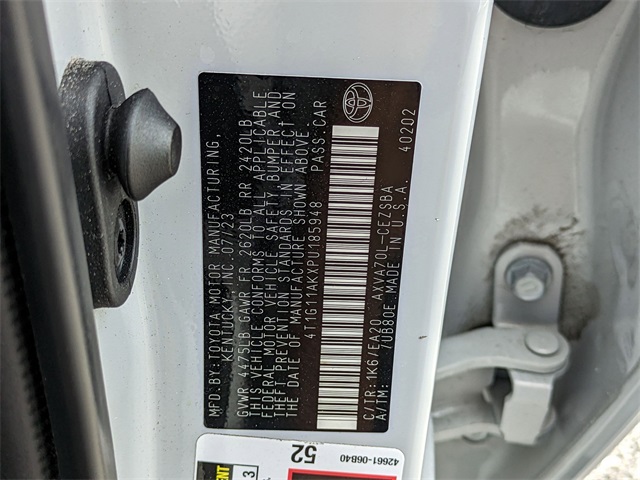 MFD.BY:TOYOTA MOTOR MANUFACTURING,
KENTUCKY,INC. 07/23
GVWR 4475LB GAWR FR 2620LB RR 2420LB
THIS VEHICLE CONFORMS TO ALL APPLICABLE
FEDERAL MOTOR VEHICLE SAFETY BUMPER AND
THEFT PREVENTION STANDARDS IN EFFECT ON
THE DATE OF MANUFACTURE SHOWN ABOVE.
4T1G11AKXPU185948 PASS CAR
C/TR:1K6/EA20 AXVA70L-CEZSBA
A/TM: 7UB80E.MADE IN U.S.A. 40202
52
42661-06B40